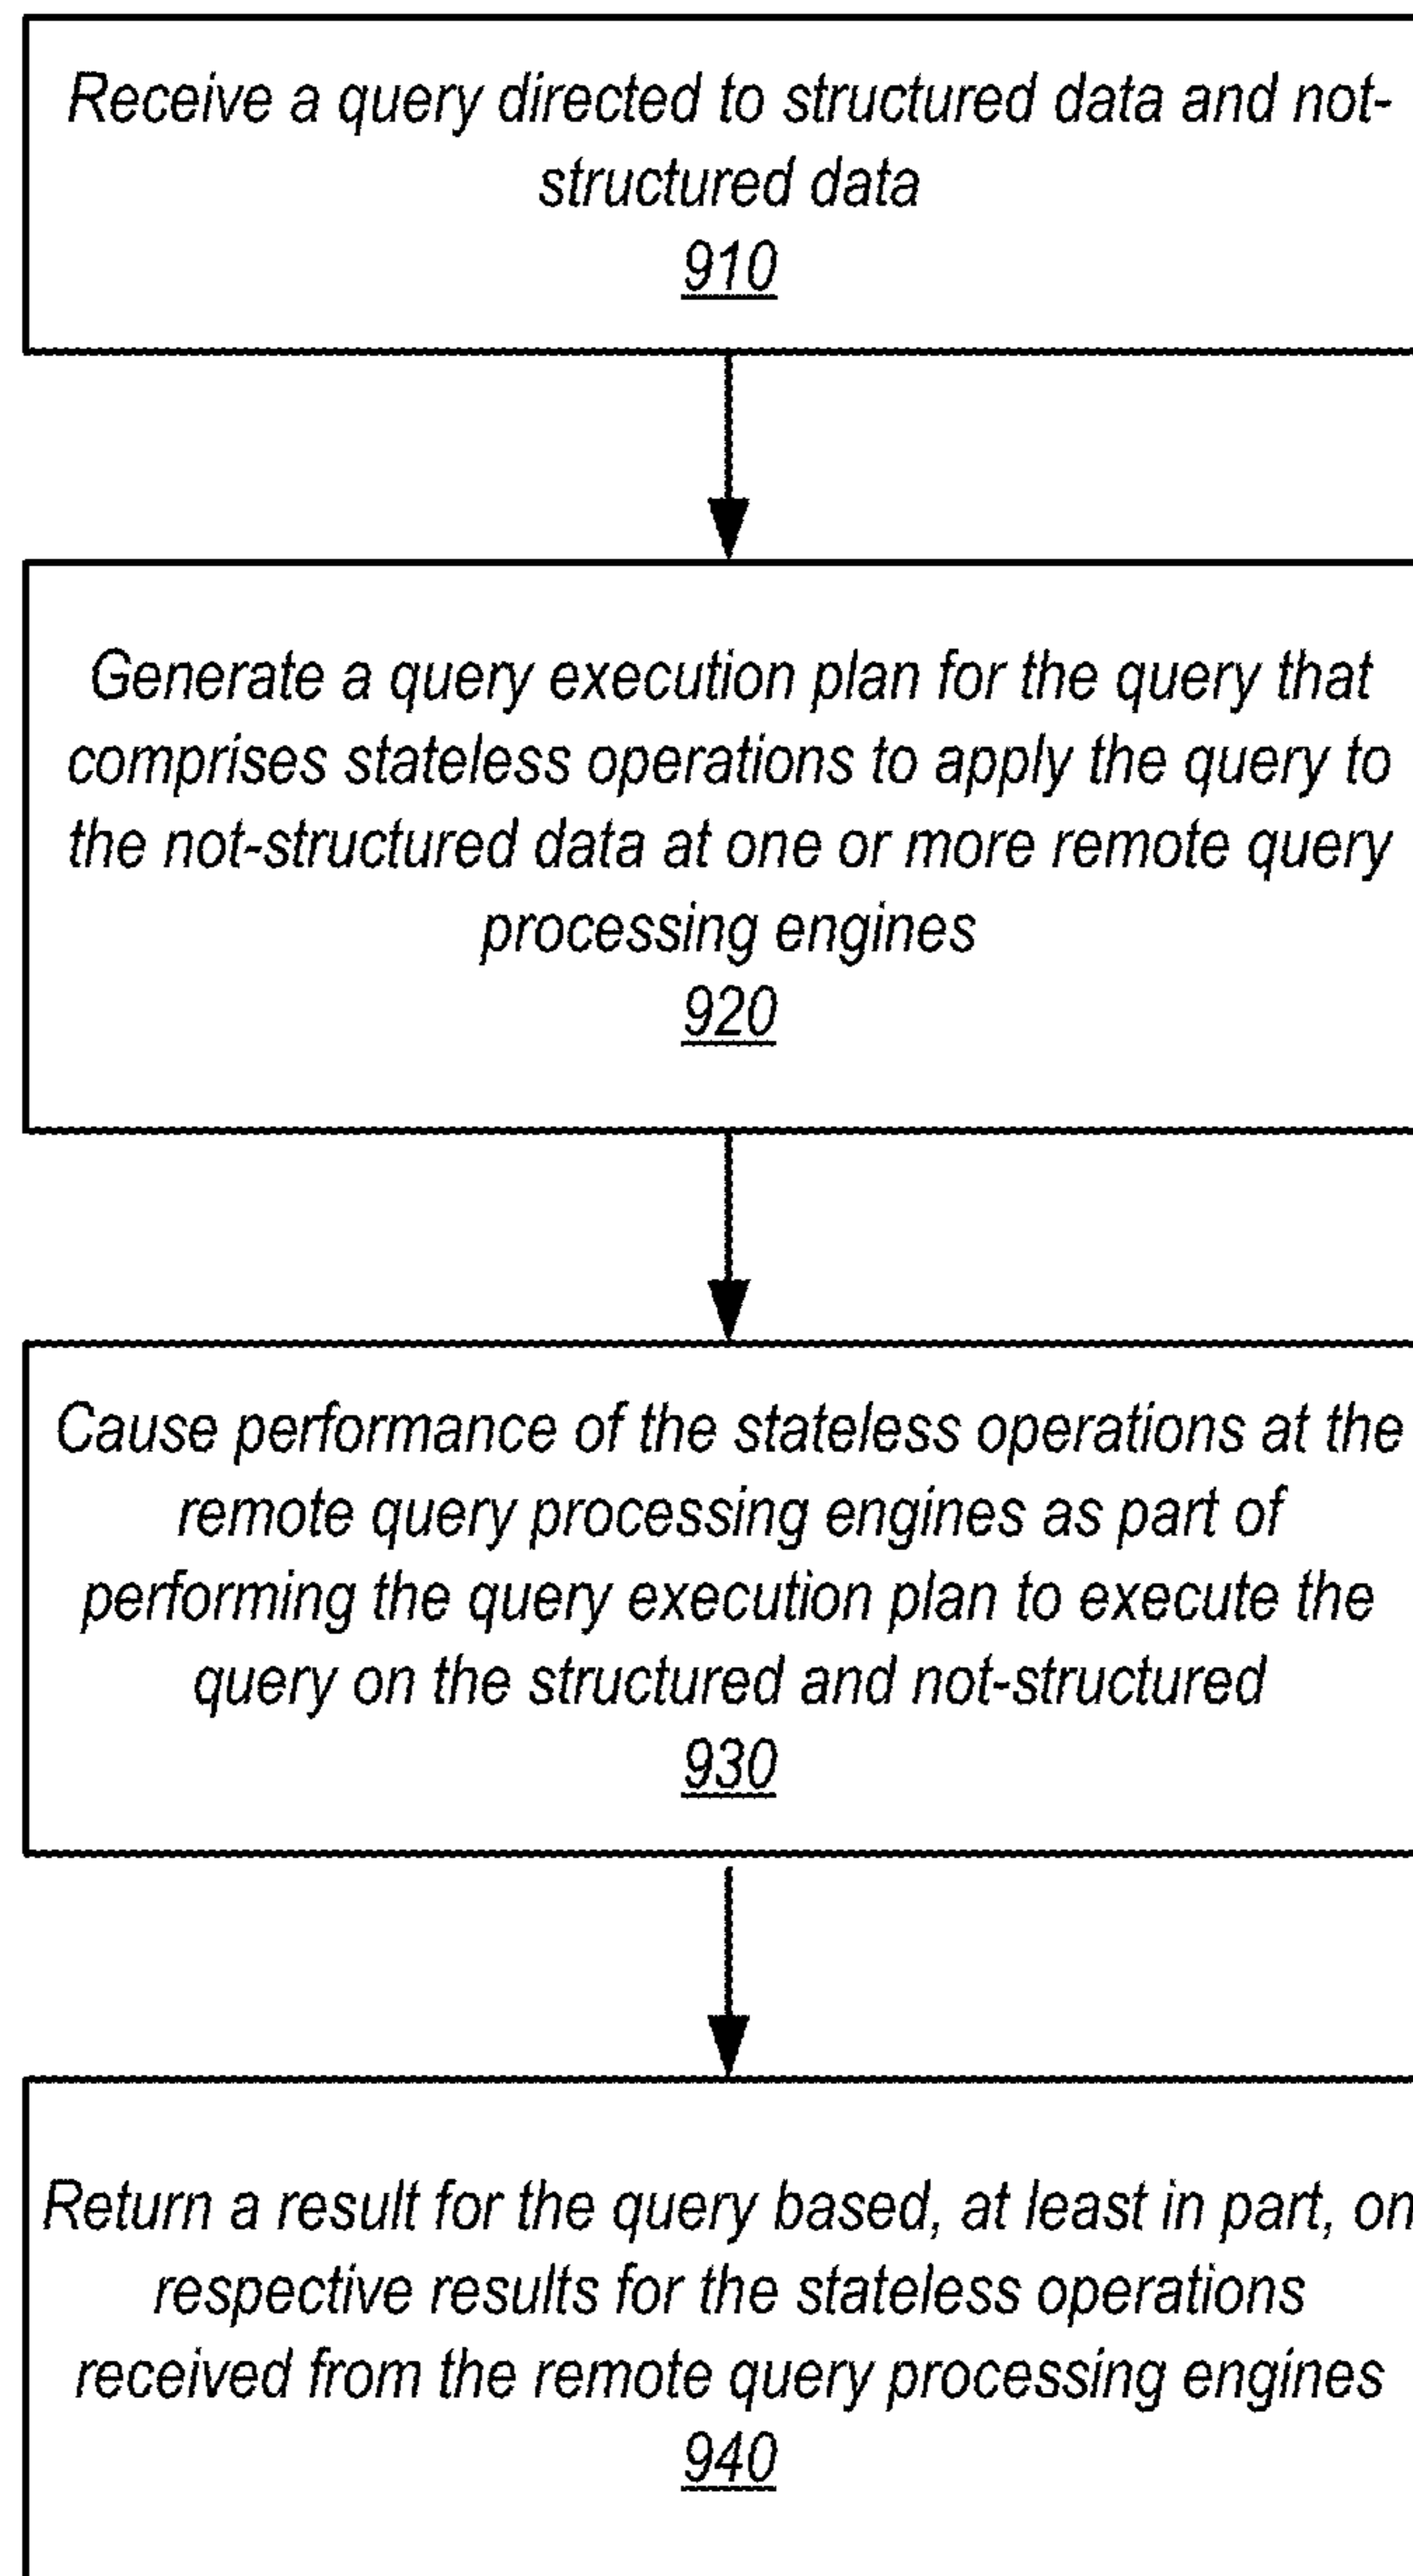 Receive a query directed to structured data and not-
structured data
910
Generate a query execution plan for the query that
comprises stateless operations to apply the query to
the not-structured data at one or more remote query
processing engines
920
Cause performance of the stateless operations at the
remote query processing engines as part of
performing the query execution plan to execute the
query on the structured and not-structured
930
Return a result for the query based, at least in part, on
respective results for the stateless operations
received from the remote query processing engines
940